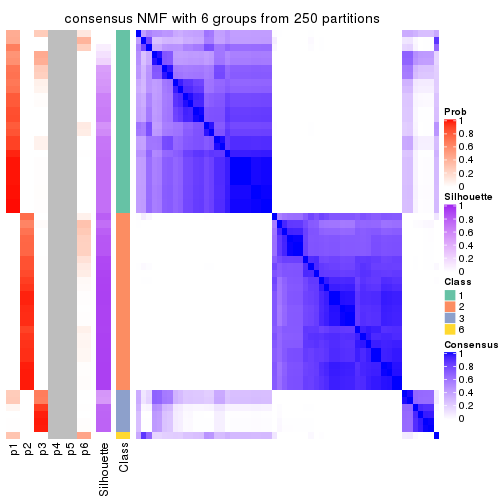 consensus NMF with 6 groups from 250 partitions
Prob
1
0.8
0.6
0.4
0.2
0
Silhouette
1
0.8
0.6
0.4
0.2
0
Class
1
2
3
6
Consensus
1
0.8
0.6
0.4
0.2
0
p1
p2
p3
p4
p5
p6
Silhouette
Class